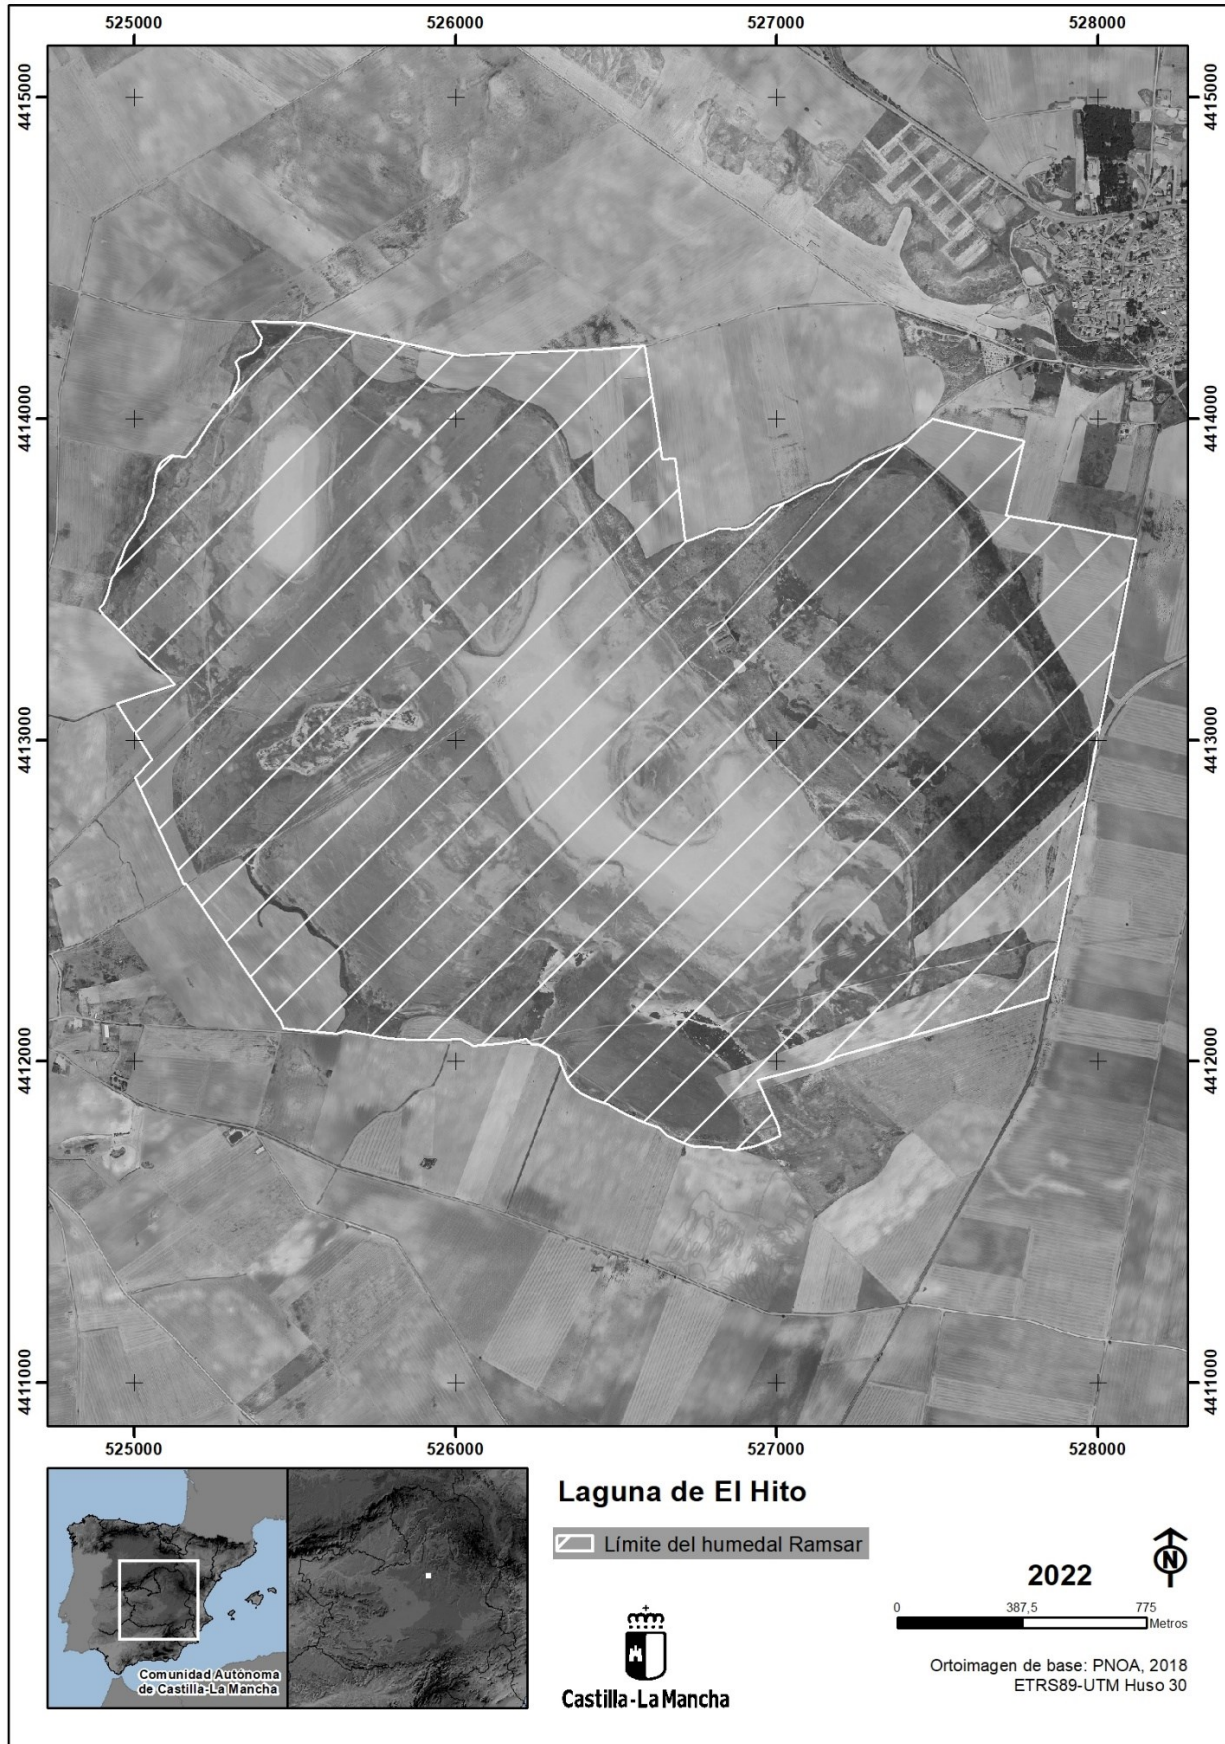 525000 526000 527000 528000
4415000 4415000
4414000 4414000
4413000 4413000
4412000 4412000
4411000 4411000
525000 526000 527000 528000
Comunidad Autónoma
de Castilla-La Mancha
Laguna de El Hito
Límite del humedal Ramsar
Castilla-La Mancha
2022
N
0 387,5 775
Metros
Ortoimagen de base: PNOA, 2018
ETRS89-UTM Huso 30